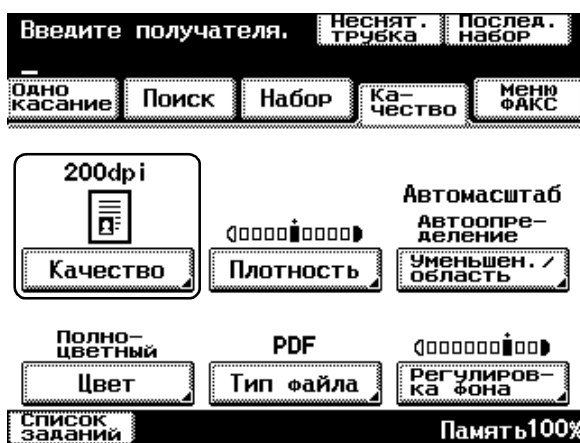 Введите получателя.
Неснят.
трубка
Послед.
набор
Одно
касание
Поиск
Набор
Ка-
чество
Меню
ФАКС
200dpi
Качество
Плотность
Автомасштаб
Автоопре-
деление
Уменьшен./
область
Полно-
цветный
Цвет
PDF
Тип файла
Регулиров-
ка фона
Список
заданий
Память100%